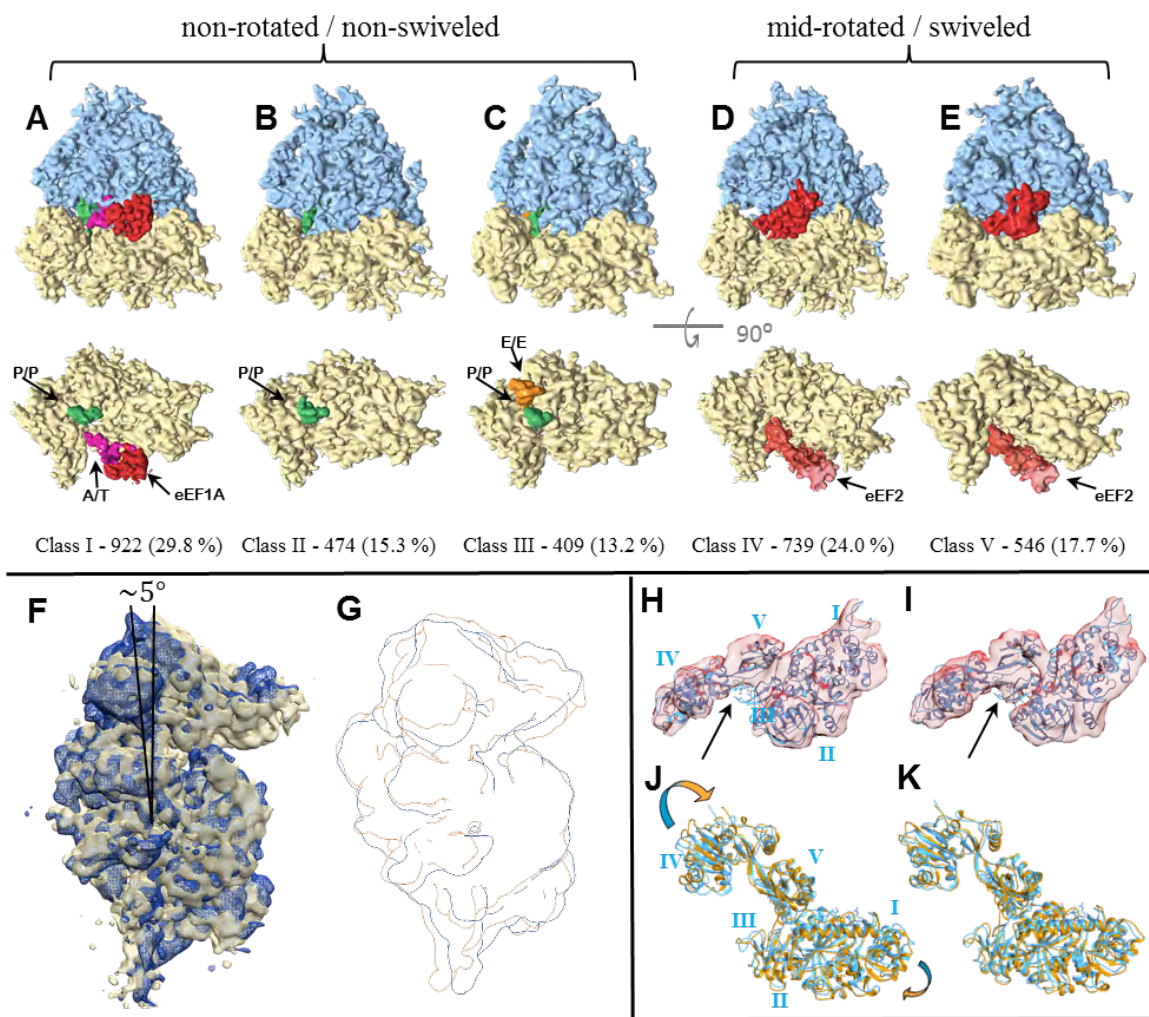 non-rotated / non-swiveled
mid-rotated / swiveled
A
B
C
D
E
90°
P/P
A/T
eEF1A
P/P
E/E
P/P
eEF2
eEF2
Class I - 922 (29.8 %)
Class II - 474 (15.3 %)
Class III - 409 (13.2 %)
Class IV - 739 (24.0 %)
Class V - 546 (17.7 %)
F
~5°
G
H
I
V
I
IV
III
II
J
K
IV
V
III
I
II